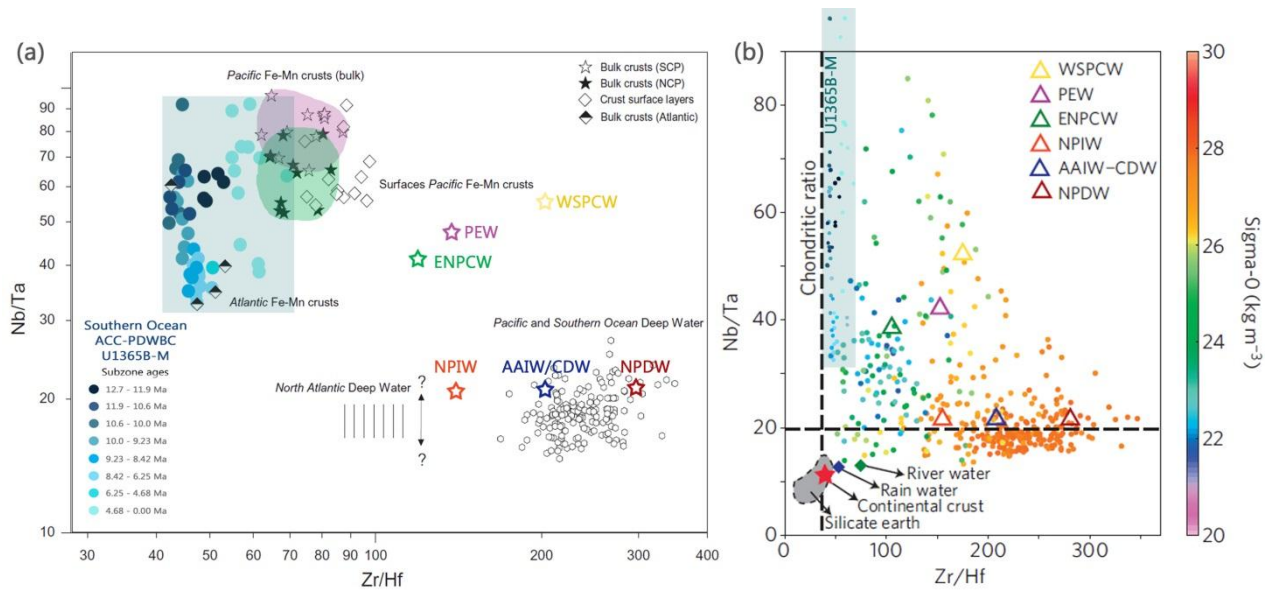 (a)
Pacific Fe-Mn crusts (bulk)
Bulk crusts (SCP)
Bulk crusts (NCP)
Crust surface layers
Bulk crusts (Atlantic)
Surfaces Pacific Fe-Mn crusts
WSPCW
PEW
ENPCW
Atlantic Fe-Mn crusts
Southern Ocean
ACC-PDWBC
U1365B-M
Subzone ages
12.7 - 11.9 Ma
11.9 - 10.6 Ma
10.6 - 10.0 Ma
10.0 - 9.23 Ma
9.23 - 8.42 Ma
8.42 - 6.25 Ma
6.25 - 4.68 Ma
4.68 - 0.00 Ma
Pacific and Southern Ocean Deep Water
NPIW
AAIW/CDW
NPDW
North Atlantic Deep Water
?
?
Nb/Ta
90
80
70
60
50
40
30
20
10
30
40
50
60
70
80
90
100
200
300
400
Zr/Hf
(b)
U1365B-M
Chondritic ratio
WSPCW
PEW
ENPCW
NPIW
AAIW–CDW
NPDW
River water
Rain water
Continental crust
Silicate earth
Nb/Ta
80
60
40
20
0
0
100
200
300
Zr/Hf
30
28
26
24
22
20
Sigma-0 (kg m⁻³)